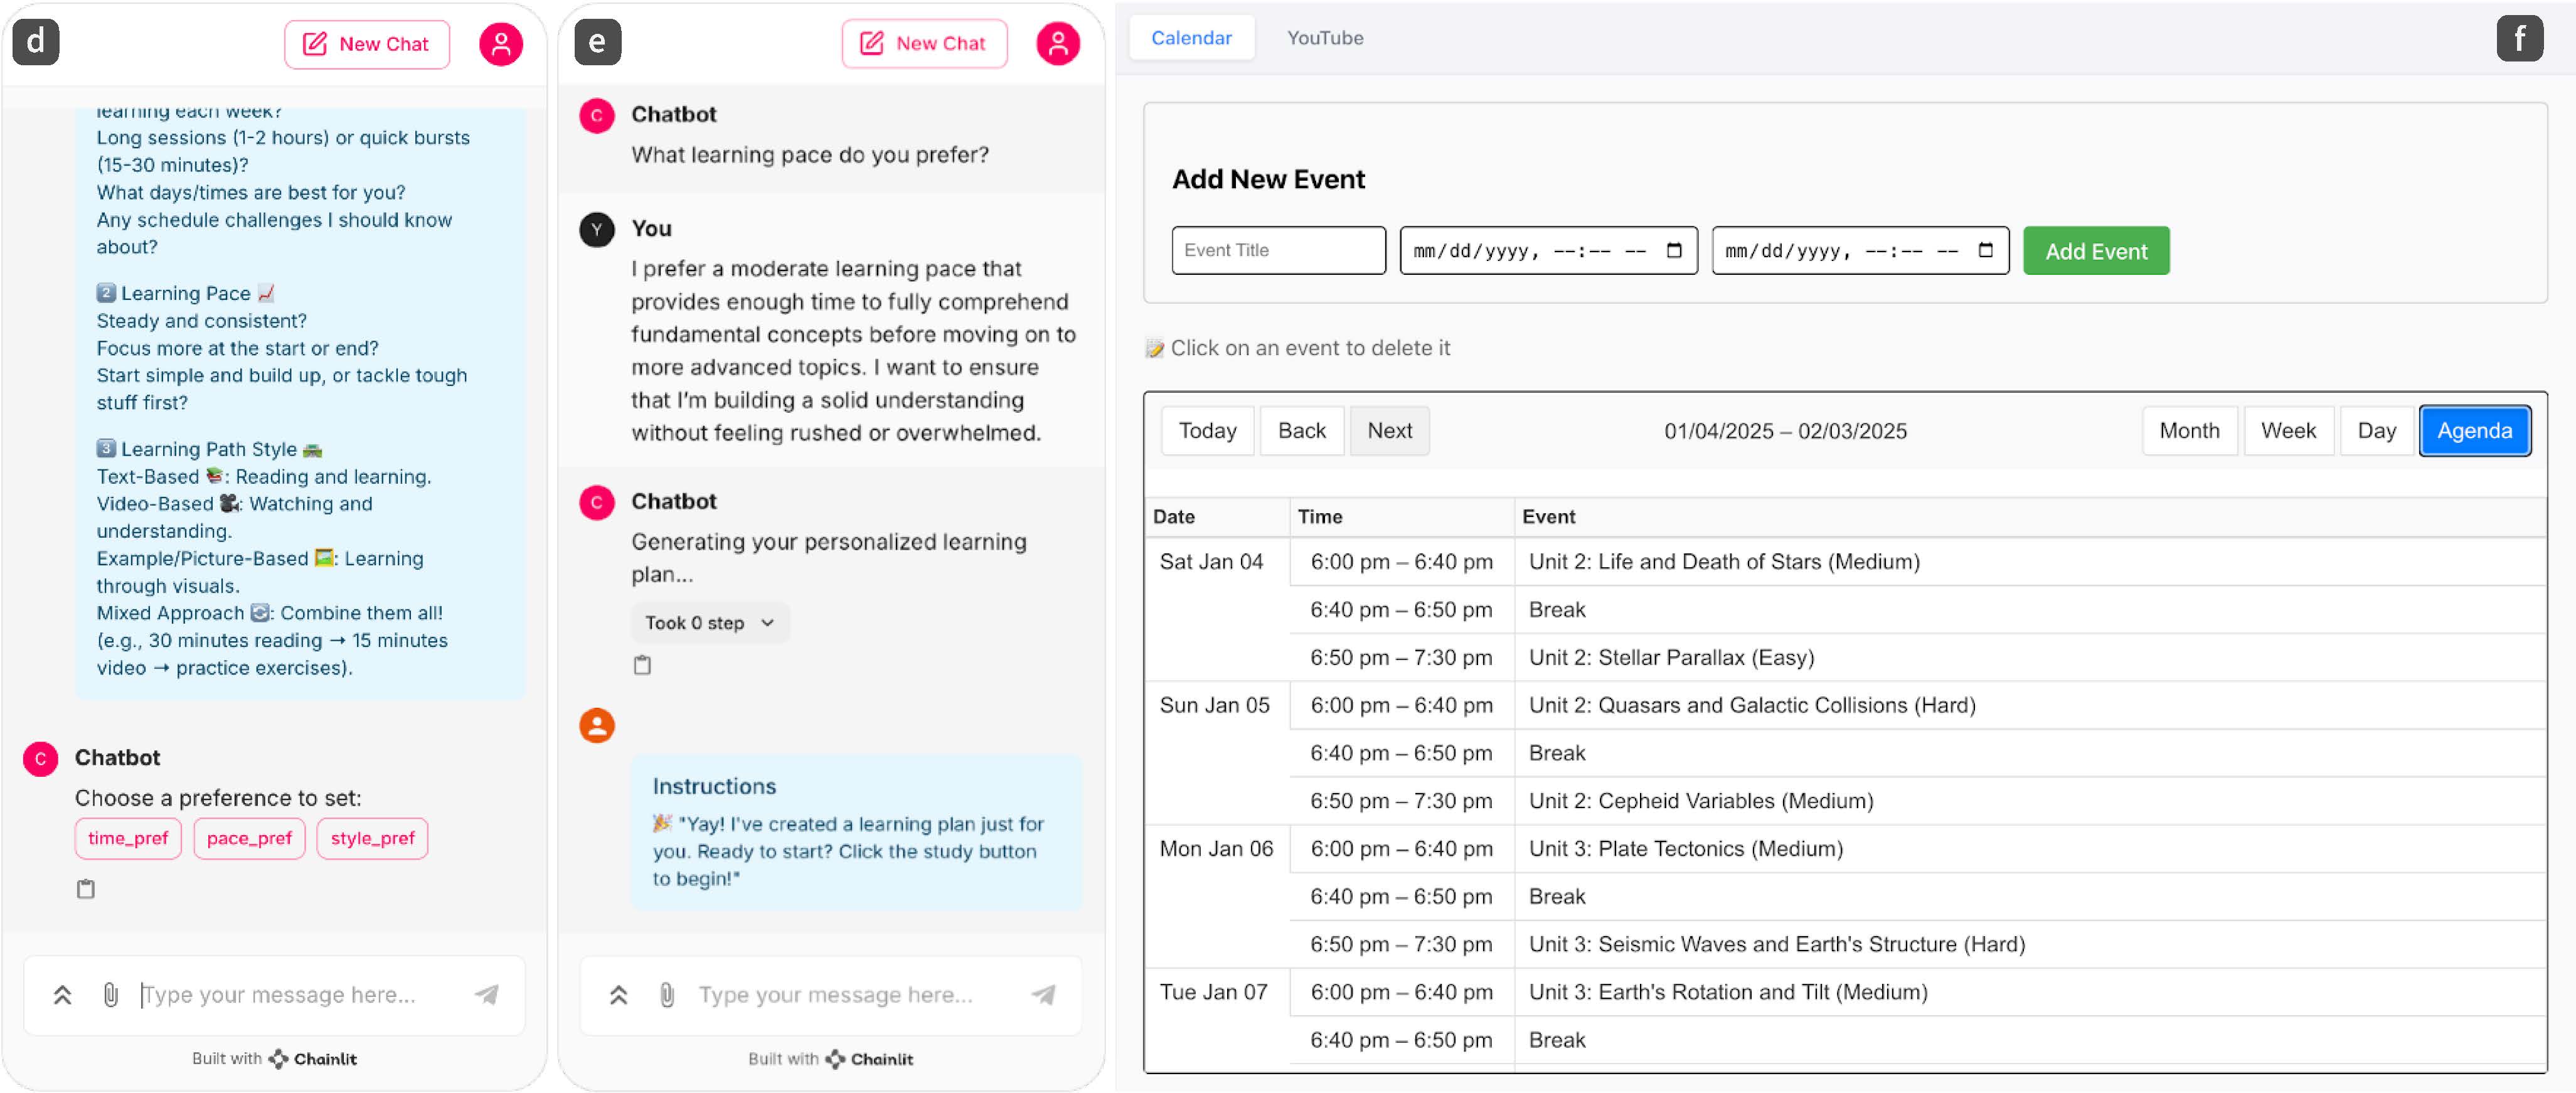 d
New Chat
learning each week?
Long sessions (1-2 hours) or quick bursts
(15-30 minutes)?
What days/times are best for you?
Any schedule challenges I should know
about?
2 Learning Pace 📈
Steady and consistent?
Focus more at the start or end?
Start simple and build up, or tackle tough
stuff first?
3 Learning Path Style 🛤️
Text-Based 📚: Reading and learning.
Video-Based 🎥: Watching and
understanding.
Example/Picture-Based 🖼️: Learning
through visuals.
Mixed Approach 🔄: Combine them all!
(e.g., 30 minutes reading → 15 minutes
video → practice exercises).
C
Chatbot
Choose a preference to set:
time_pref pace_pref style_pref
Type your message here...
Built with Chainlit
e
New Chat
C
Chatbot
What learning pace do you prefer?
Y
You
I prefer a moderate learning pace that
provides enough time to fully comprehend
fundamental concepts before moving on to
more advanced topics. I want to ensure
that I'm building a solid understanding
without feeling rushed or overwhelmed.
C
Chatbot
Generating your personalized learning
plan...
Took 0 step
Instructions
🎉 "Yay! I've created a learning plan just for
you. Ready to start? Click the study button
to begin!"
Type your message here...
Built with Chainlit
Calendar YouTube
f
Add New Event
Event Title mm/dd/yyyy, --:-- -- mm/dd/yyyy, --:-- -- Add Event
📝 Click on an event to delete it
Today Back Next 01/04/2025 – 02/03/2025 Month Week Day Agenda
Date Time Event
Sat Jan 04 6:00 pm – 6:40 pm Unit 2: Life and Death of Stars (Medium)
6:40 pm – 6:50 pm Break
6:50 pm – 7:30 pm Unit 2: Stellar Parallax (Easy)
Sun Jan 05 6:00 pm – 6:40 pm Unit 2: Quasars and Galactic Collisions (Hard)
6:40 pm – 6:50 pm Break
6:50 pm – 7:30 pm Unit 2: Cepheid Variables (Medium)
Mon Jan 06 6:00 pm – 6:40 pm Unit 3: Plate Tectonics (Medium)
6:40 pm – 6:50 pm Break
6:50 pm – 7:30 pm Unit 3: Seismic Waves and Earth's Structure (Hard)
Tue Jan 07 6:00 pm – 6:40 pm Unit 3: Earth's Rotation and Tilt (Medium)
6:40 pm – 6:50 pm Break